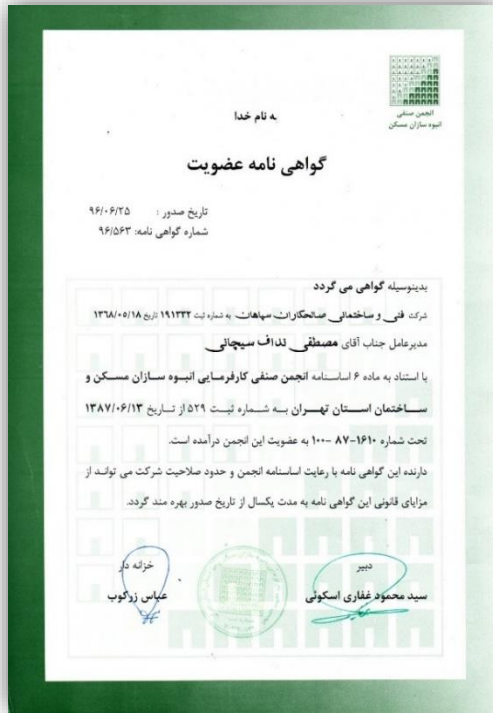 انجمن صنفی
انبوه سازان مسکن
به نام خدا
گواهی نامه عضویت
تاریخ صدور : ۹۶/۰۶/۲۵
شماره گواهی نامه: ۹۶/۵۶۳
بدینوسیله گواهی می گردد
شرکت فنی و ساختمانی صالحکاران سپاهان به شماره ثبت ۱۹۱۳۳۲ تاریخ ۱۳۶۸/۰۵/۱۸
مدیرعامل جناب آقای مصطفی نداف سیچانی
با استناد به ماده ۶ اساسنامه انجمن صنفی کارفرمایی انبوه سازان مسکن و
ساختمان استان تهران به شماره ثبت ۵۲۹ از تاریخ ۱۳۸۷/۰۶/۱۳
تحت شماره ۱۶۱۰-۸۷-۱۰۰ به عضویت این انجمن درآمده است.
دارنده این گواهی نامه با رعایت اساسنامه انجمن و حدود صلاحیت شرکت می تواند از
مزایای قانونی این گواهی نامه به مدت یکسال از تاریخ صدور بهره مند گردد.
دبیر
سید محمود غفاری اسکوئی
خزانه دار
عباس زرکوب